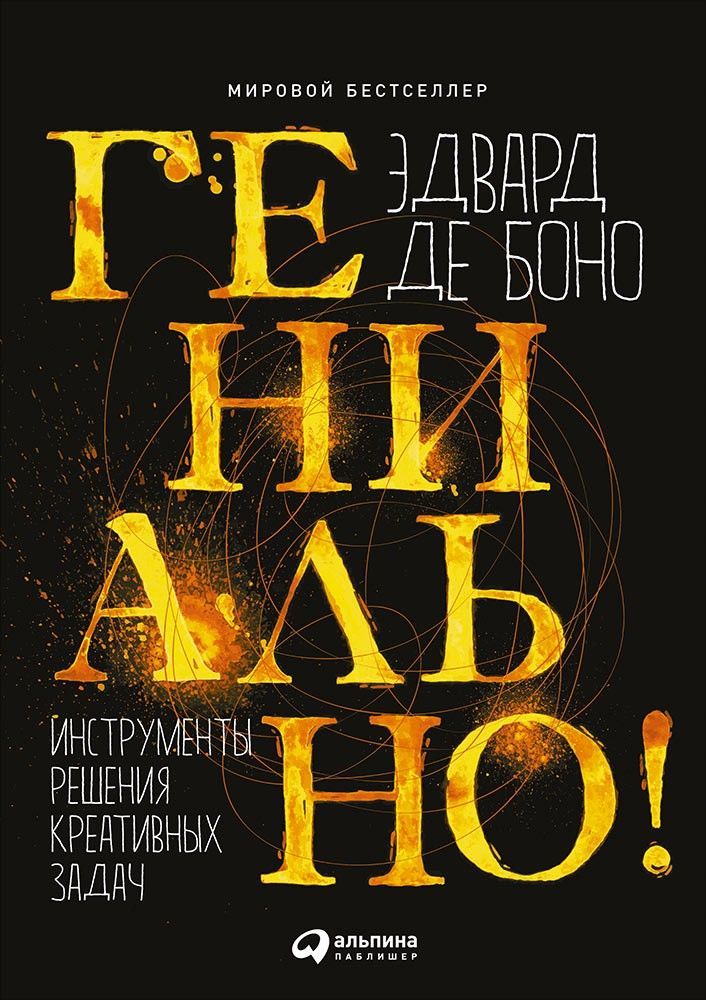 МИРОВОЙ БЕСТСЕЛЛЕР
ЭДВАРД
ДЕ БОНО
ГЕ
НИ
АЛЬ
НО!
ИНСТРУМЕНТЫ
РЕШЕНИЯ
КРЕАТИВНЫХ
ЗАДАЧ
альпина
ПАБЛИШЕР